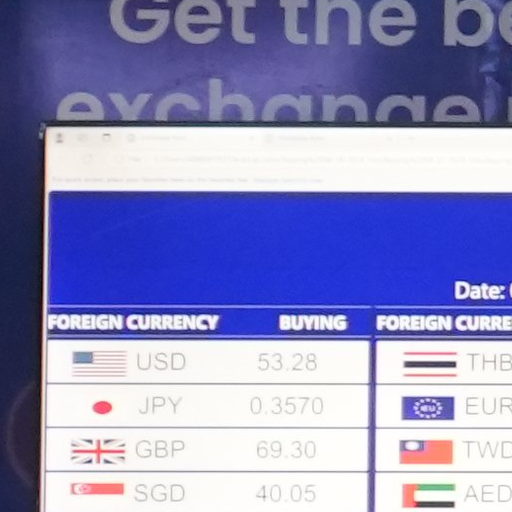 Get the be
exchange
Date:
FOREIGN CURRENCY BUYING FOREIGN CURRE
USD 53.28 THB
JPY 0.3570 EUR
GBP 69.30 TWD
SGD 40.05 AED